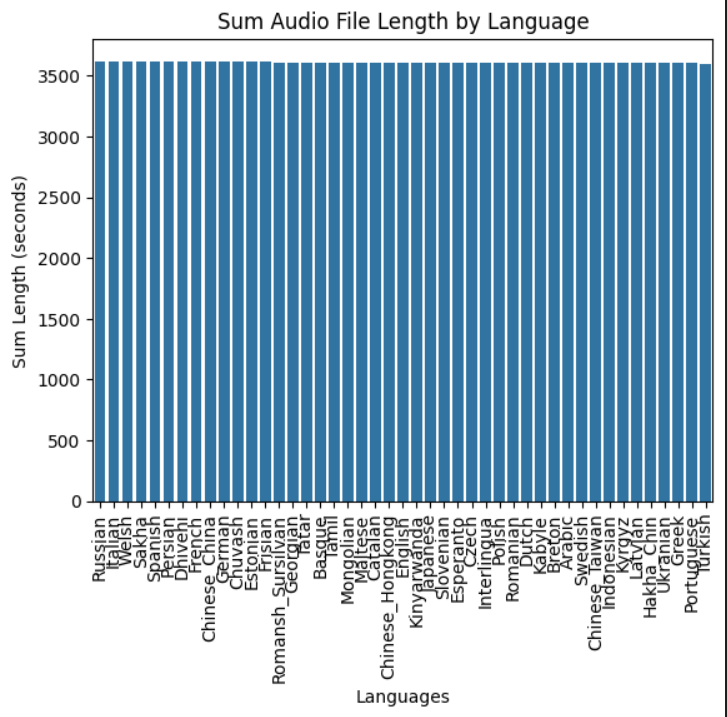 Sum Audio File Length by Language
Sum Length (seconds)
3500
3000
2500
2000
1500
1000
500
0
Russian
Italian
Welsh
Sakha
Spanish
Persian
Dhivehi
French
Chinese_China
German
Chuvash
Estonian
Frisian
Romansh_Sursilvan
Georgian
Tatar
Basque
Tamil
Mongolian
Maltese
Catalan
Chinese_Hongkong
English
Kinyarwanda
Japanese
Slovenian
Esperanto
Czech
Interlingua
Polish
Romanian
Dutch
Kabyle
Breton
Arabic
Swedish
Chinese_Taiwan
Indonesian
Kyrgyz
Latvian
Hakha_Chin
Ukranian
Greek
Portuguese
Turkish
Languages